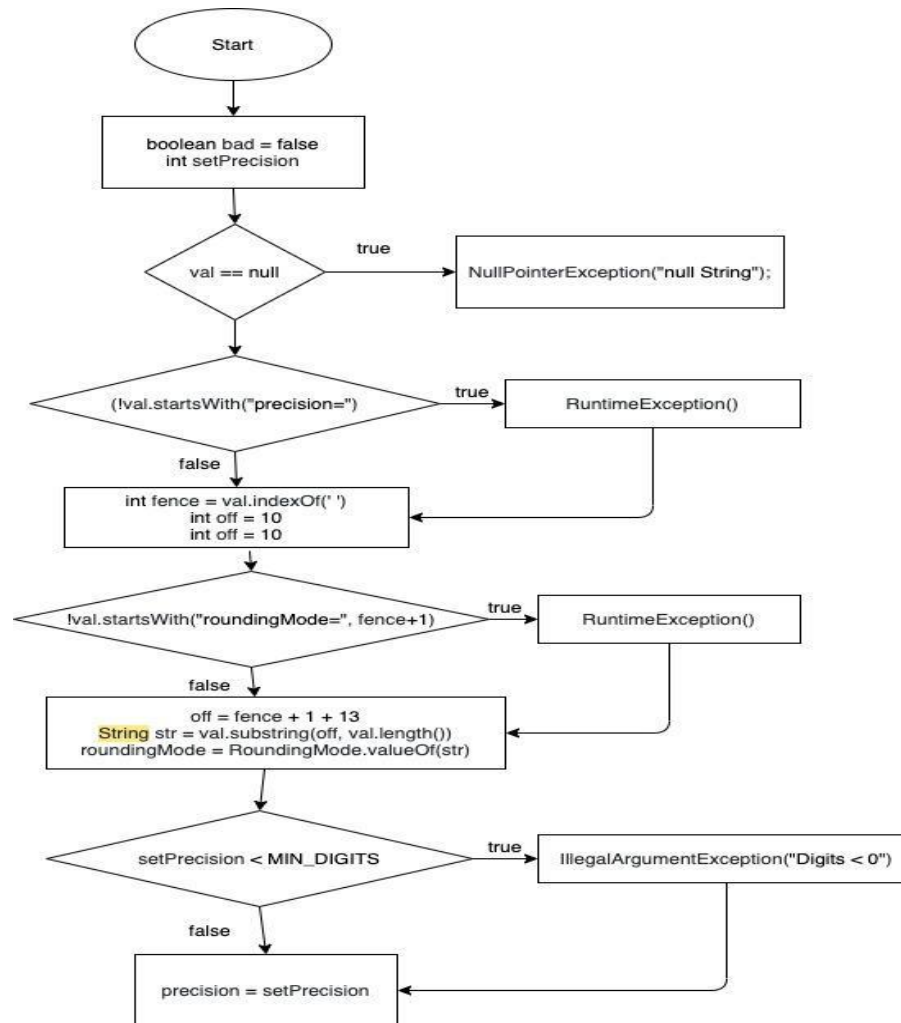 Start
boolean bad = false
int setPrecision
true
val == null
NullPointerException("null String");
true
(!val.startsWith("precision=")
RuntimeException()
false
int fence = val.indexOf(' ')
int off = 10
int off = 10
true
!val.startsWith("roundingMode=", fence+1)
RuntimeException()
false
off = fence + 1 + 13
String str = val.substring(off, val.length())
roundingMode = RoundingMode.valueOf(str)
true
setPrecision < MIN_DIGITS
IllegalArgumentException("Digits < 0")
false
precision = setPrecision